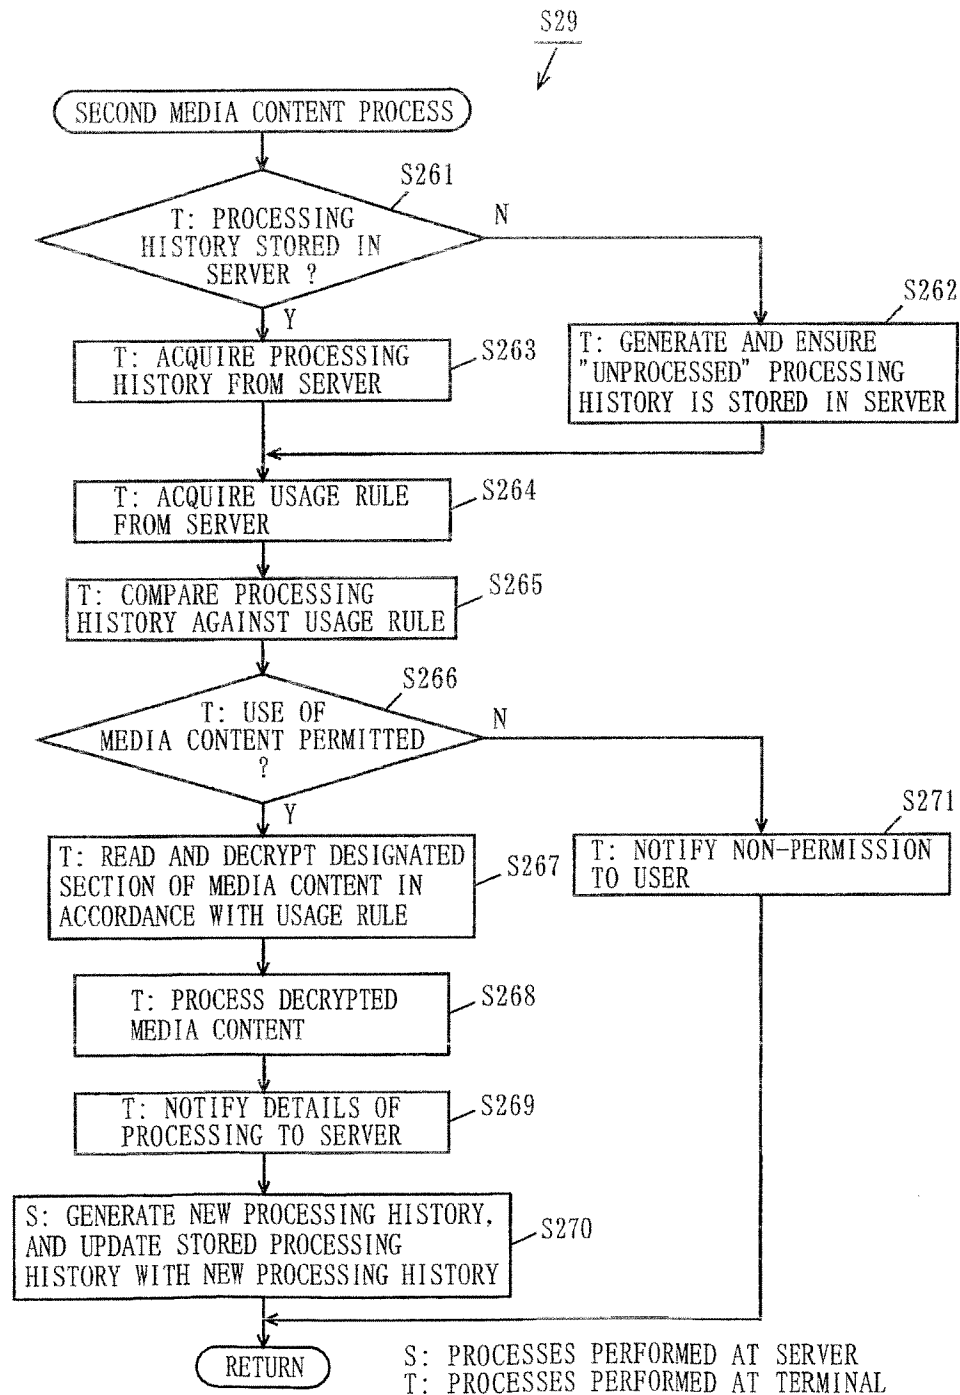 S29
SECOND MEDIA CONTENT PROCESS
S261
T: PROCESSING
HISTORY STORED IN
SERVER ?
N
Y
S262
T: GENERATE AND ENSURE
"UNPROCESSED" PROCESSING
HISTORY IS STORED IN SERVER
S263
T: ACQUIRE PROCESSING
HISTORY FROM SERVER
S264
T: ACQUIRE USAGE RULE
FROM SERVER
S265
T: COMPARE PROCESSING
HISTORY AGAINST USAGE RULE
S266
T: USE OF
MEDIA CONTENT PERMITTED
?
N
Y
S271
T: NOTIFY NON-PERMISSION
TO USER
S267
T: READ AND DECRYPT DESIGNATED
SECTION OF MEDIA CONTENT IN
ACCORDANCE WITH USAGE RULE
S268
T: PROCESS DECRYPTED
MEDIA CONTENT
S269
T: NOTIFY DETAILS OF
PROCESSING TO SERVER
S270
S: GENERATE NEW PROCESSING HISTORY,
AND UPDATE STORED PROCESSING
HISTORY WITH NEW PROCESSING HISTORY
RETURN
S: PROCESSES PERFORMED AT SERVER
T: PROCESSES PERFORMED AT TERMINAL